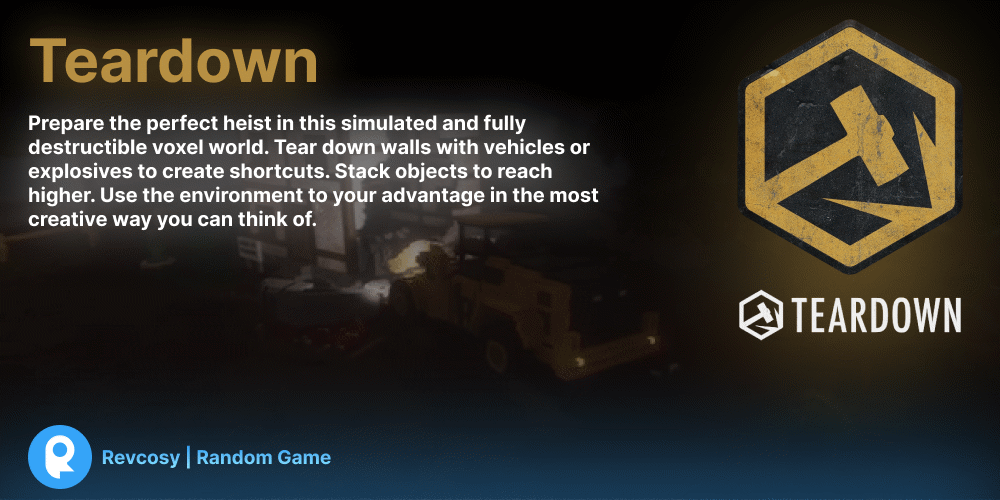 Teardown
Prepare the perfect heist in this simulated and fully
destructible voxel world. Tear down walls with vehicles or
explosives to create shortcuts. Stack objects to reach
higher. Use the environment to your advantage in the most
creative way you can think of.
TEARDOWN
Revcosy | Random Game